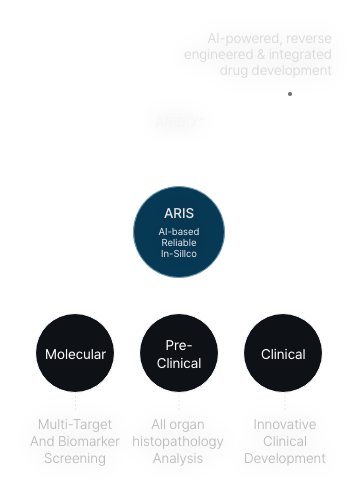 AI-powered, reverse
engineered & integrated
drug development
ARIS
AI-based
Reliable
In-Silico
Molecular
Pre-
Clinical
Clinical
Multi-Target
And Biomarker
Screening
All organ
histopathology
Analysis
Innovative
Clinical
Development